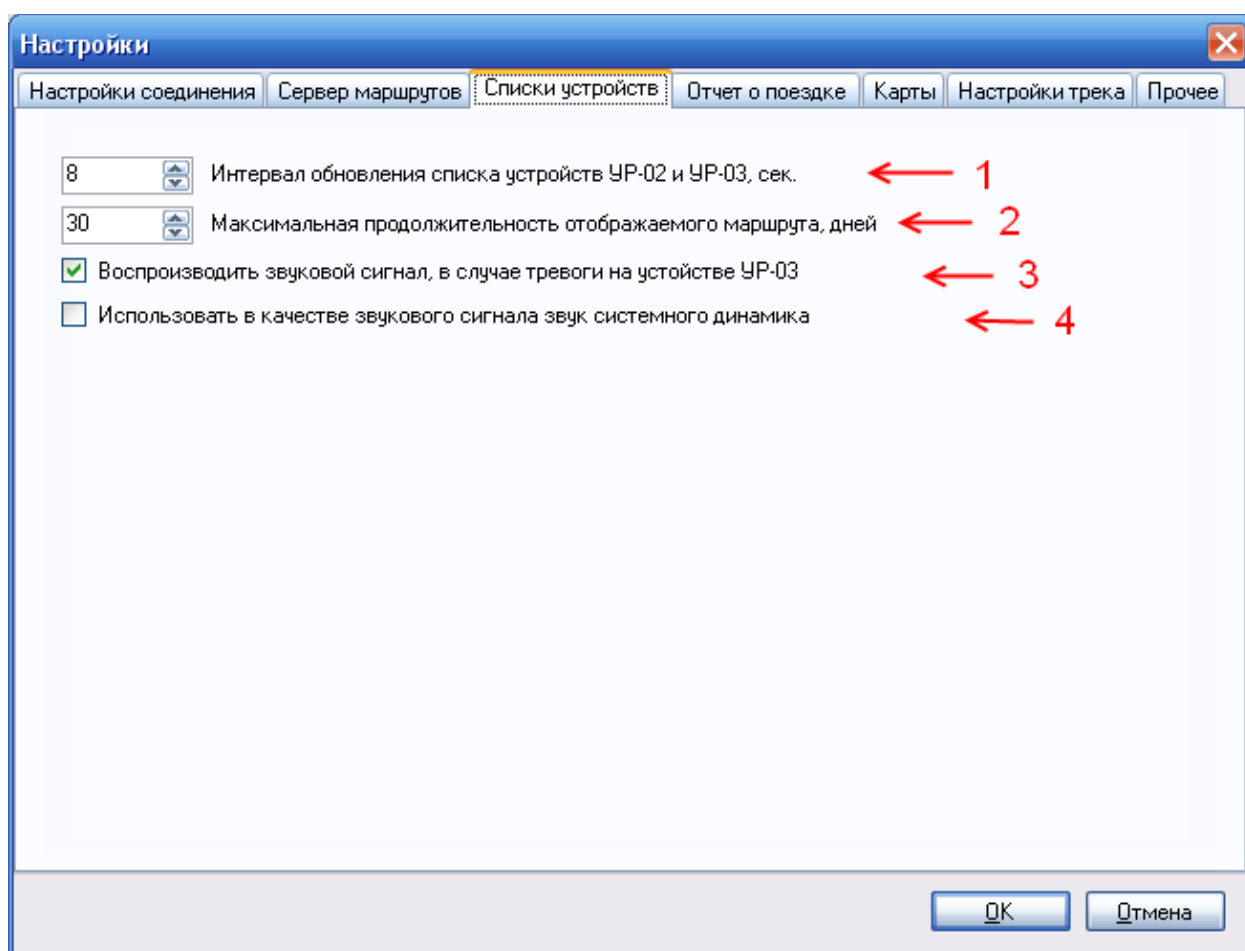 Настройки
Настройки соединения Сервер маршрутов Списки устройств Отчет о поездке Карты Настройки трека Прочее
8 Интервал обновления списка устройств УР-02 и УР-03, сек. 1
30 Максимальная продолжительность отображаемого маршрута, дней 2
Воспроизводить звуковой сигнал, в случае тревоги на устойстве УР-03 3
Использовать в качестве звукового сигнала звук системного динамика 4
OK Отмена